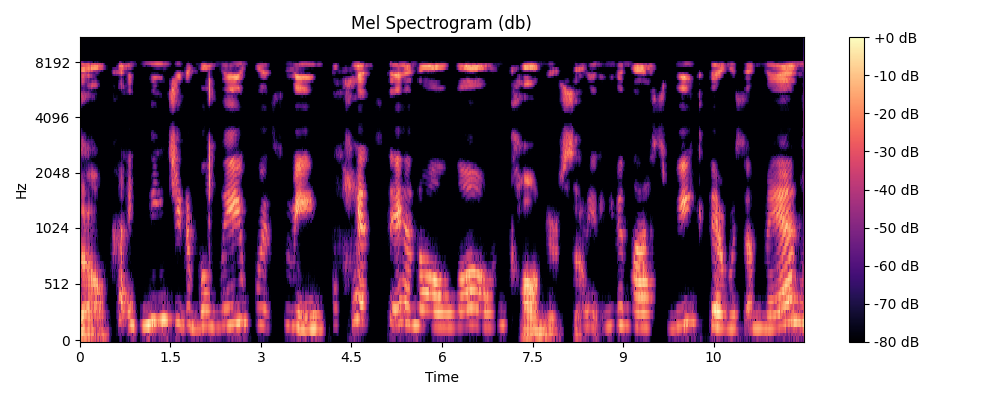 Mel Spectrogram (db)
8192
4096
2048
1024
512
0
Hz
0 1.5 3 4.5 6 7.5 9 10
Time
+0 dB
-10 dB
-20 dB
-30 dB
-40 dB
-50 dB
-60 dB
-70 dB
-80 dB